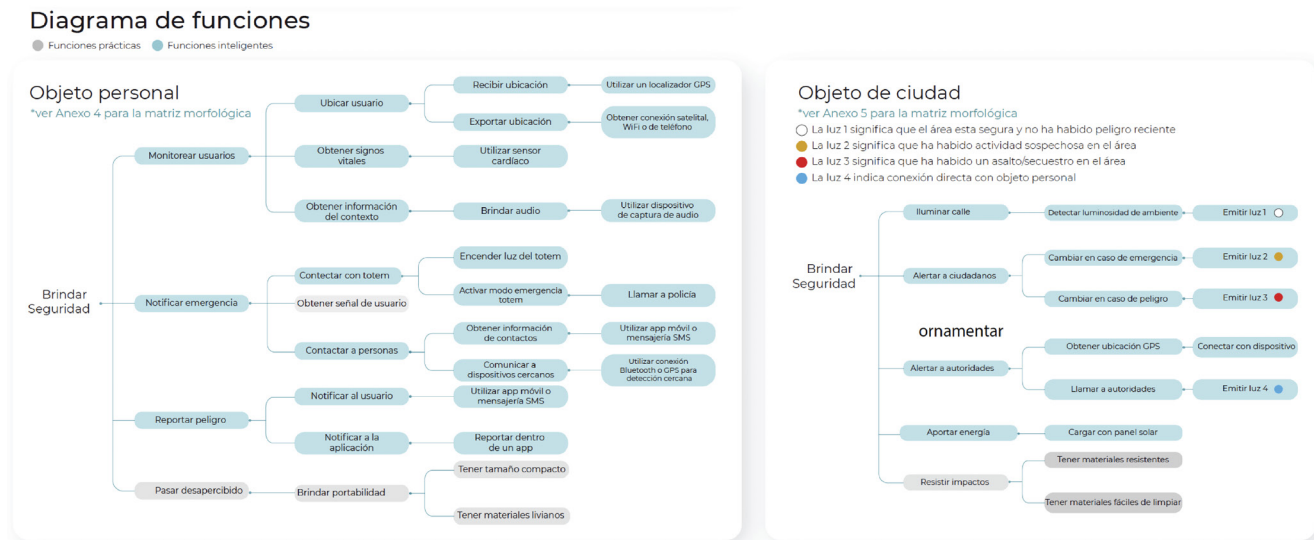 Diagrama de funciones
Funciones prácticas
Funciones inteligentes
Objeto personal
*ver Anexo 4 para la matriz morfológica
Brindar
Seguridad
Monitorear usuarios
Ubicar usuario
Recibir ubicación
Utilizar un localizador GPS
Exportar ubicación
Obtener conexión satelital,
WiFi o de teléfono
Obtener signos
vitales
Utilizar sensor
cardíaco
Obtener información
del contexto
Brindar audio
Utilizar dispositivo
de captura de audio
Notificar emergencia
Contectar con totem
Encender luz del totem
Activar modo emergencia
totem
Llamar a policía
Obtener señal de usuario
Contactar a personas
Obtener información
de contactos
Utilizar app móvil o
mensajería SMS
Comunicar a
dispositivos cercanos
Utilizar conexión
Bluetooth o GPS para
detección cercana
Reportar peligro
Notificar al usuario
Utilizar app móvil o
mensajería SMS
Notificar a la
aplicación
Reportar dentro
de un app
Pasar desapercibido
Brindar portabilidad
Tener tamaño compacto
Tener materiales livianos
Objeto de ciudad
*ver Anexo 5 para la matriz morfológica
La luz 1 significa que el área esta segura y no ha habido peligro reciente
La luz 2 significa que ha habido actividad sospechosa en el área
La luz 3 significa que ha habido un asalto/secuestro en el área
La luz 4 indica conexión directa con objeto personal
Brindar
Seguridad
Iluminar calle
Detectar luminosidad de ambiente
Emitir luz 1
Alertar a ciudadanos
Cambiar en caso de emergencia
Emitir luz 2
Cambiar en caso de peligro
Emitir luz 3
ornamentar
Alertar a autoridades
Obtener ubicación GPS
Conectar con dispositivo
Llamar a autoridades
Emitir luz 4
Aportar energía
Cargar con panel solar
Resistir impactos
Tener materiales resistentes
Tener materiales fáciles de limpiar